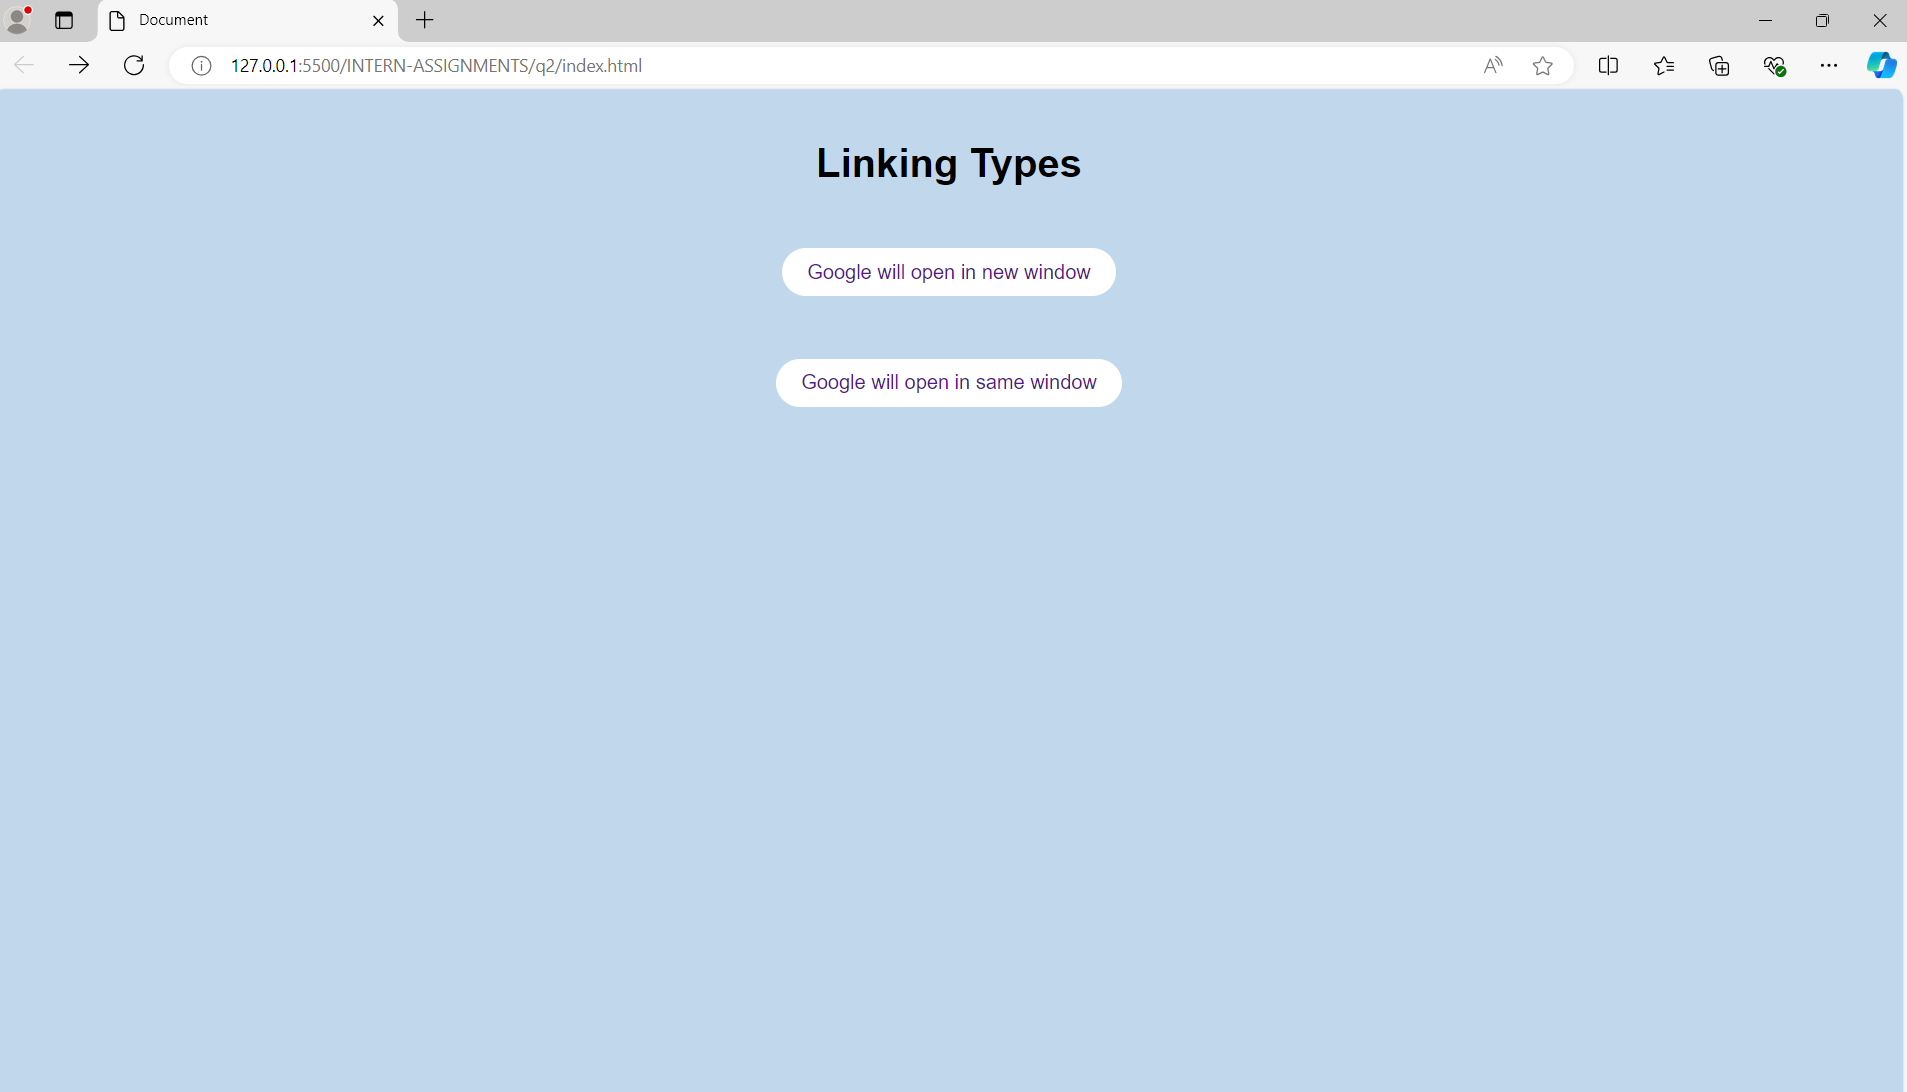 Document
127.0.0.1:5500/INTERN-ASSIGNMENTS/q2/index.html
Linking Types
Google will open in new window
Google will open in same window